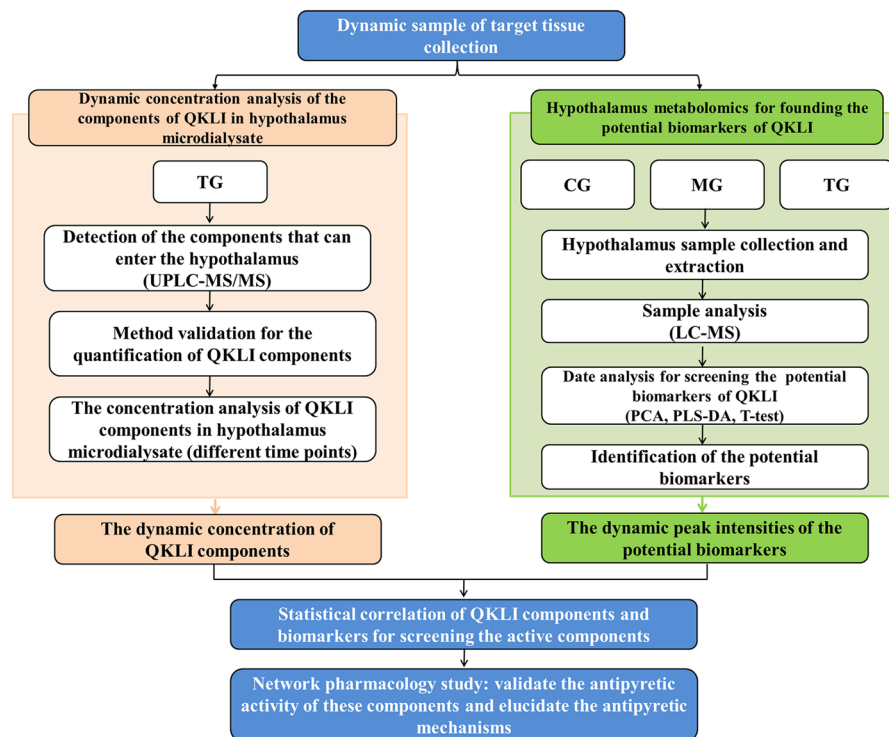 Dynamic sample of target tissue
collection
Dynamic concentration analysis of the
components of QKLI in hypothalamus
microdialysate
TG
Detection of the components that can
enter the hypothalamus
(UPLC-MS/MS)
Method validation for the
quantification of QKLI components
The concentration analysis of QKLI
components in hypothalamus
microdialysate (different time points)
The dynamic concentration of
QKLI components
Hypothalamus metabolomics for founding the
potential biomarkers of QKLI
CG
MG
TG
Hypothalamus sample collection and
extraction
Sample analysis
(LC-MS)
Date analysis for screening the potential
biomarkers of QKLI
(PCA, PLS-DA, T-test)
Identification of the potential
biomarkers
The dynamic peak intensities of the
potential biomarkers
Statistical correlation of QKLI components and
biomarkers for screening the active components
Network pharmacology study: validate the antipyretic
activity of these components and elucidate the antipyretic
mechanisms